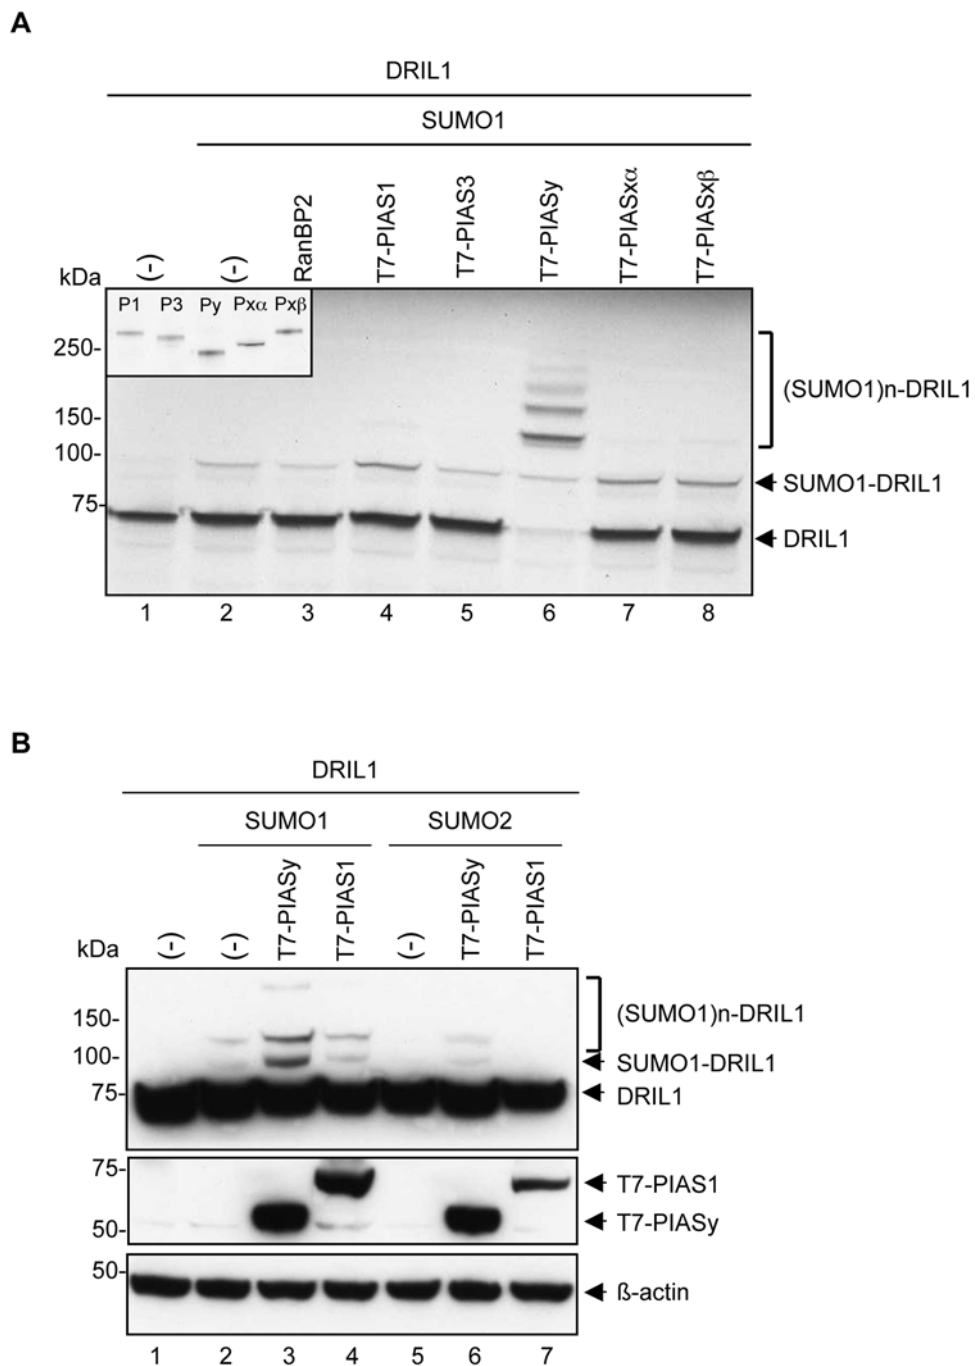 A
DRIL1
SUMO1
(-)
(-)
RanBP2
T7-PIAS1
T7-PIAS3
T7-PIASy
T7-PIASxα
T7-PIASxβ
kDa
P1 P3 Py Pxα Pxβ
250-
150-
100-
75-
(SUMO1)n-DRIL1
SUMO1-DRIL1
DRIL1
1 2 3 4 5 6 7 8
B
DRIL1
SUMO1 SUMO2
(-)
(-)
T7-PIASy
T7-PIAS1
(-)
T7-PIASy
T7-PIAS1
kDa
150-
100-
75-
(SUMO1)n-DRIL1
SUMO1-DRIL1
DRIL1
75-
50-
T7-PIAS1
T7-PIASy
50-
ß-actin
1 2 3 4 5 6 7